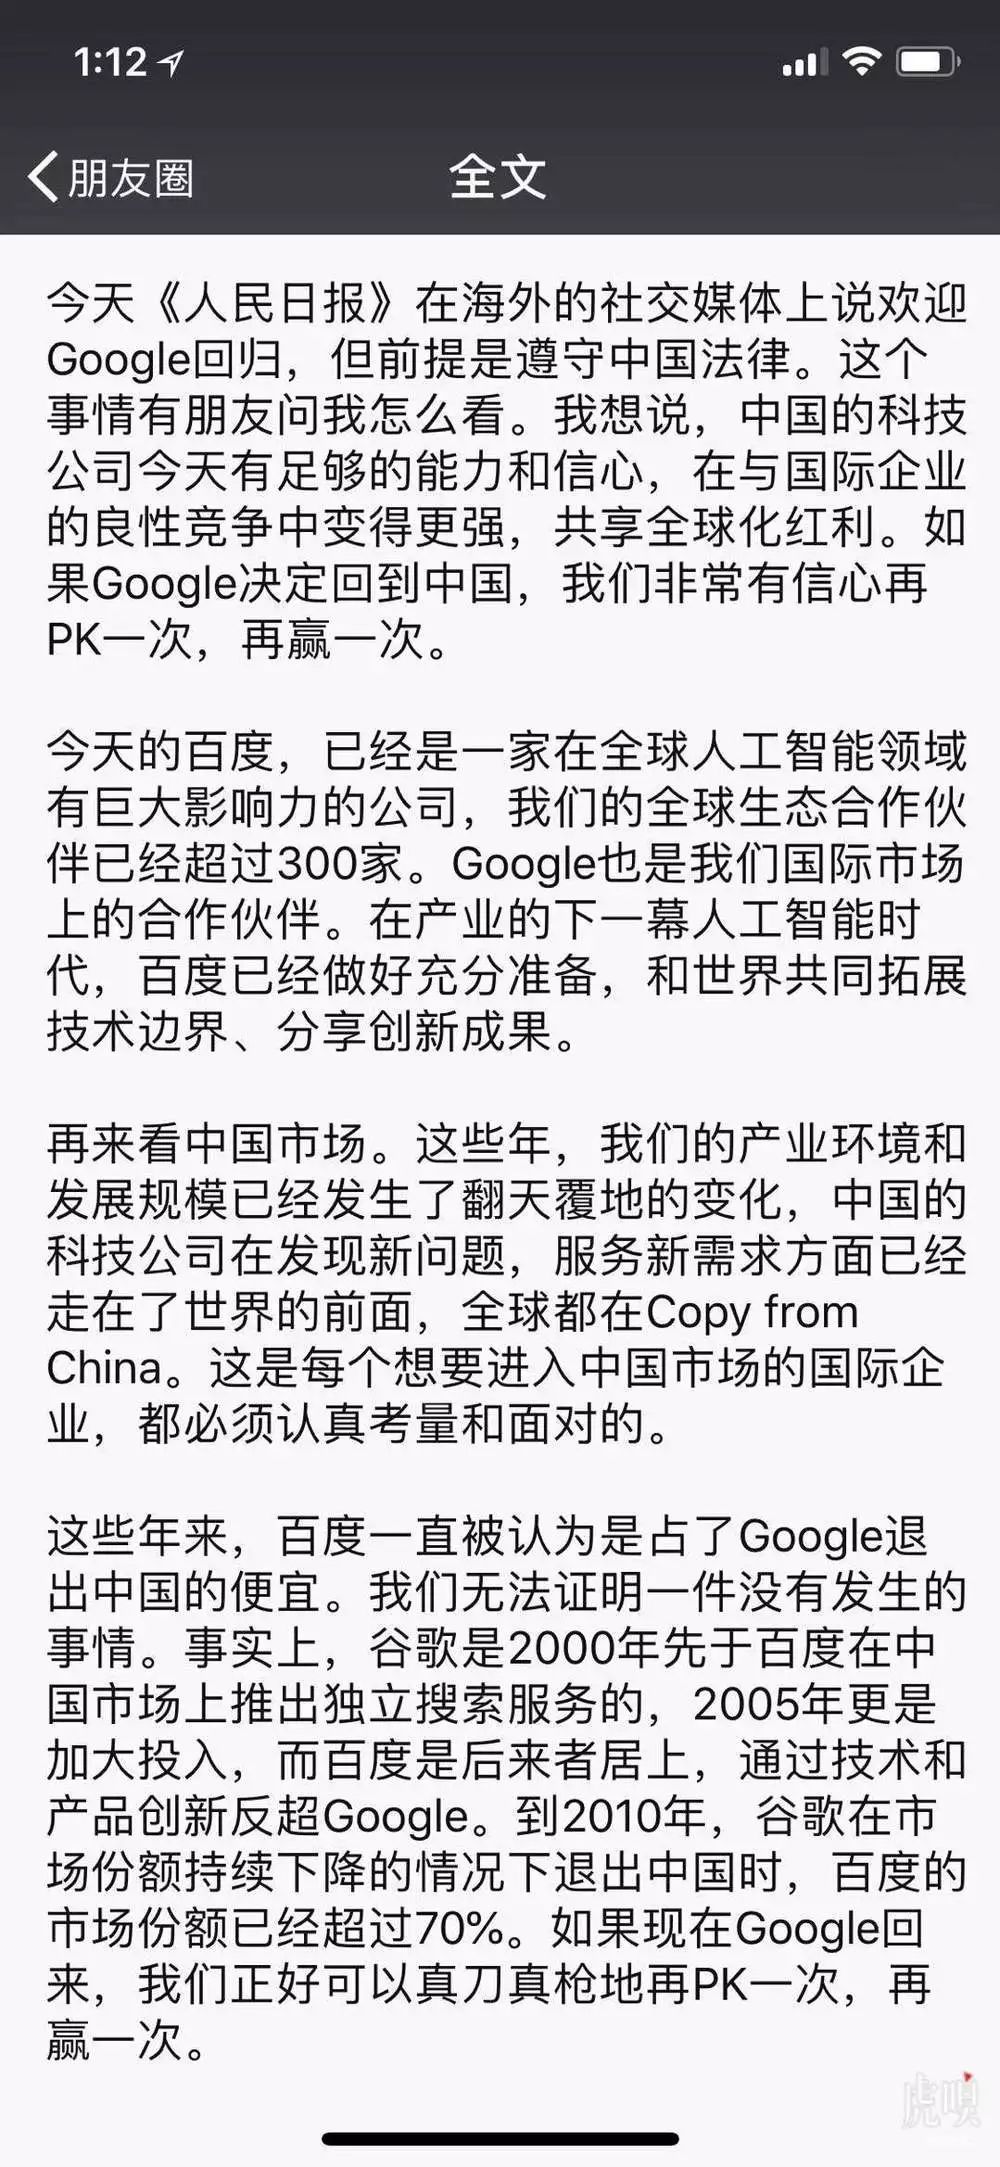 1:12
朋友圈
全文
今天《人民日报》在海外的社交媒体上说欢迎
Google回归，但前提是遵守中国法律。这个
事情有朋友问我怎么看。我想说，中国的科技
公司今天有足够的能力和信心，在与国际企业
的良性竞争中变得更强，共享全球化红利。如
果Google决定回到中国，我们非常有信心再
PK一次，再赢一次。
今天的百度，已经是一家在全球人工智能领域
有巨大影响力的公司，我们的全球生态合作伙
伴已经超过300家。Google也是我们国际市场
上的合作伙伴。在产业的下一幕人工智能时
代，百度已经做好充分准备，和世界共同拓展
技术边界、分享创新成果。
再来看中国市场。这些年，我们的产业环境和
发展规模已经发生了翻天覆地的变化，中国的
科技公司在发现新问题，服务新需求方面已经
走在了世界的前面，全球都在Copy from
China。这是每个想要进入中国市场的国际企
业，都必须认真考量和面对的。
这些年来，百度一直被认为是占了Google退
出中国的便宜。我们无法证明一件没有发生的
事情。事实上，谷歌是2000年先于百度在中
国市场上推出独立搜索服务的，2005年更是
加大投入，而百度是后来者居上，通过技术和
产品创新反超Google。到2010年，谷歌在市
场份额持续下降的情况下退出中国时，百度的
市场份额已经超过70%。如果现在Google回
来，我们正好可以真刀真枪地再PK一次，再
赢一次。
虎嗅